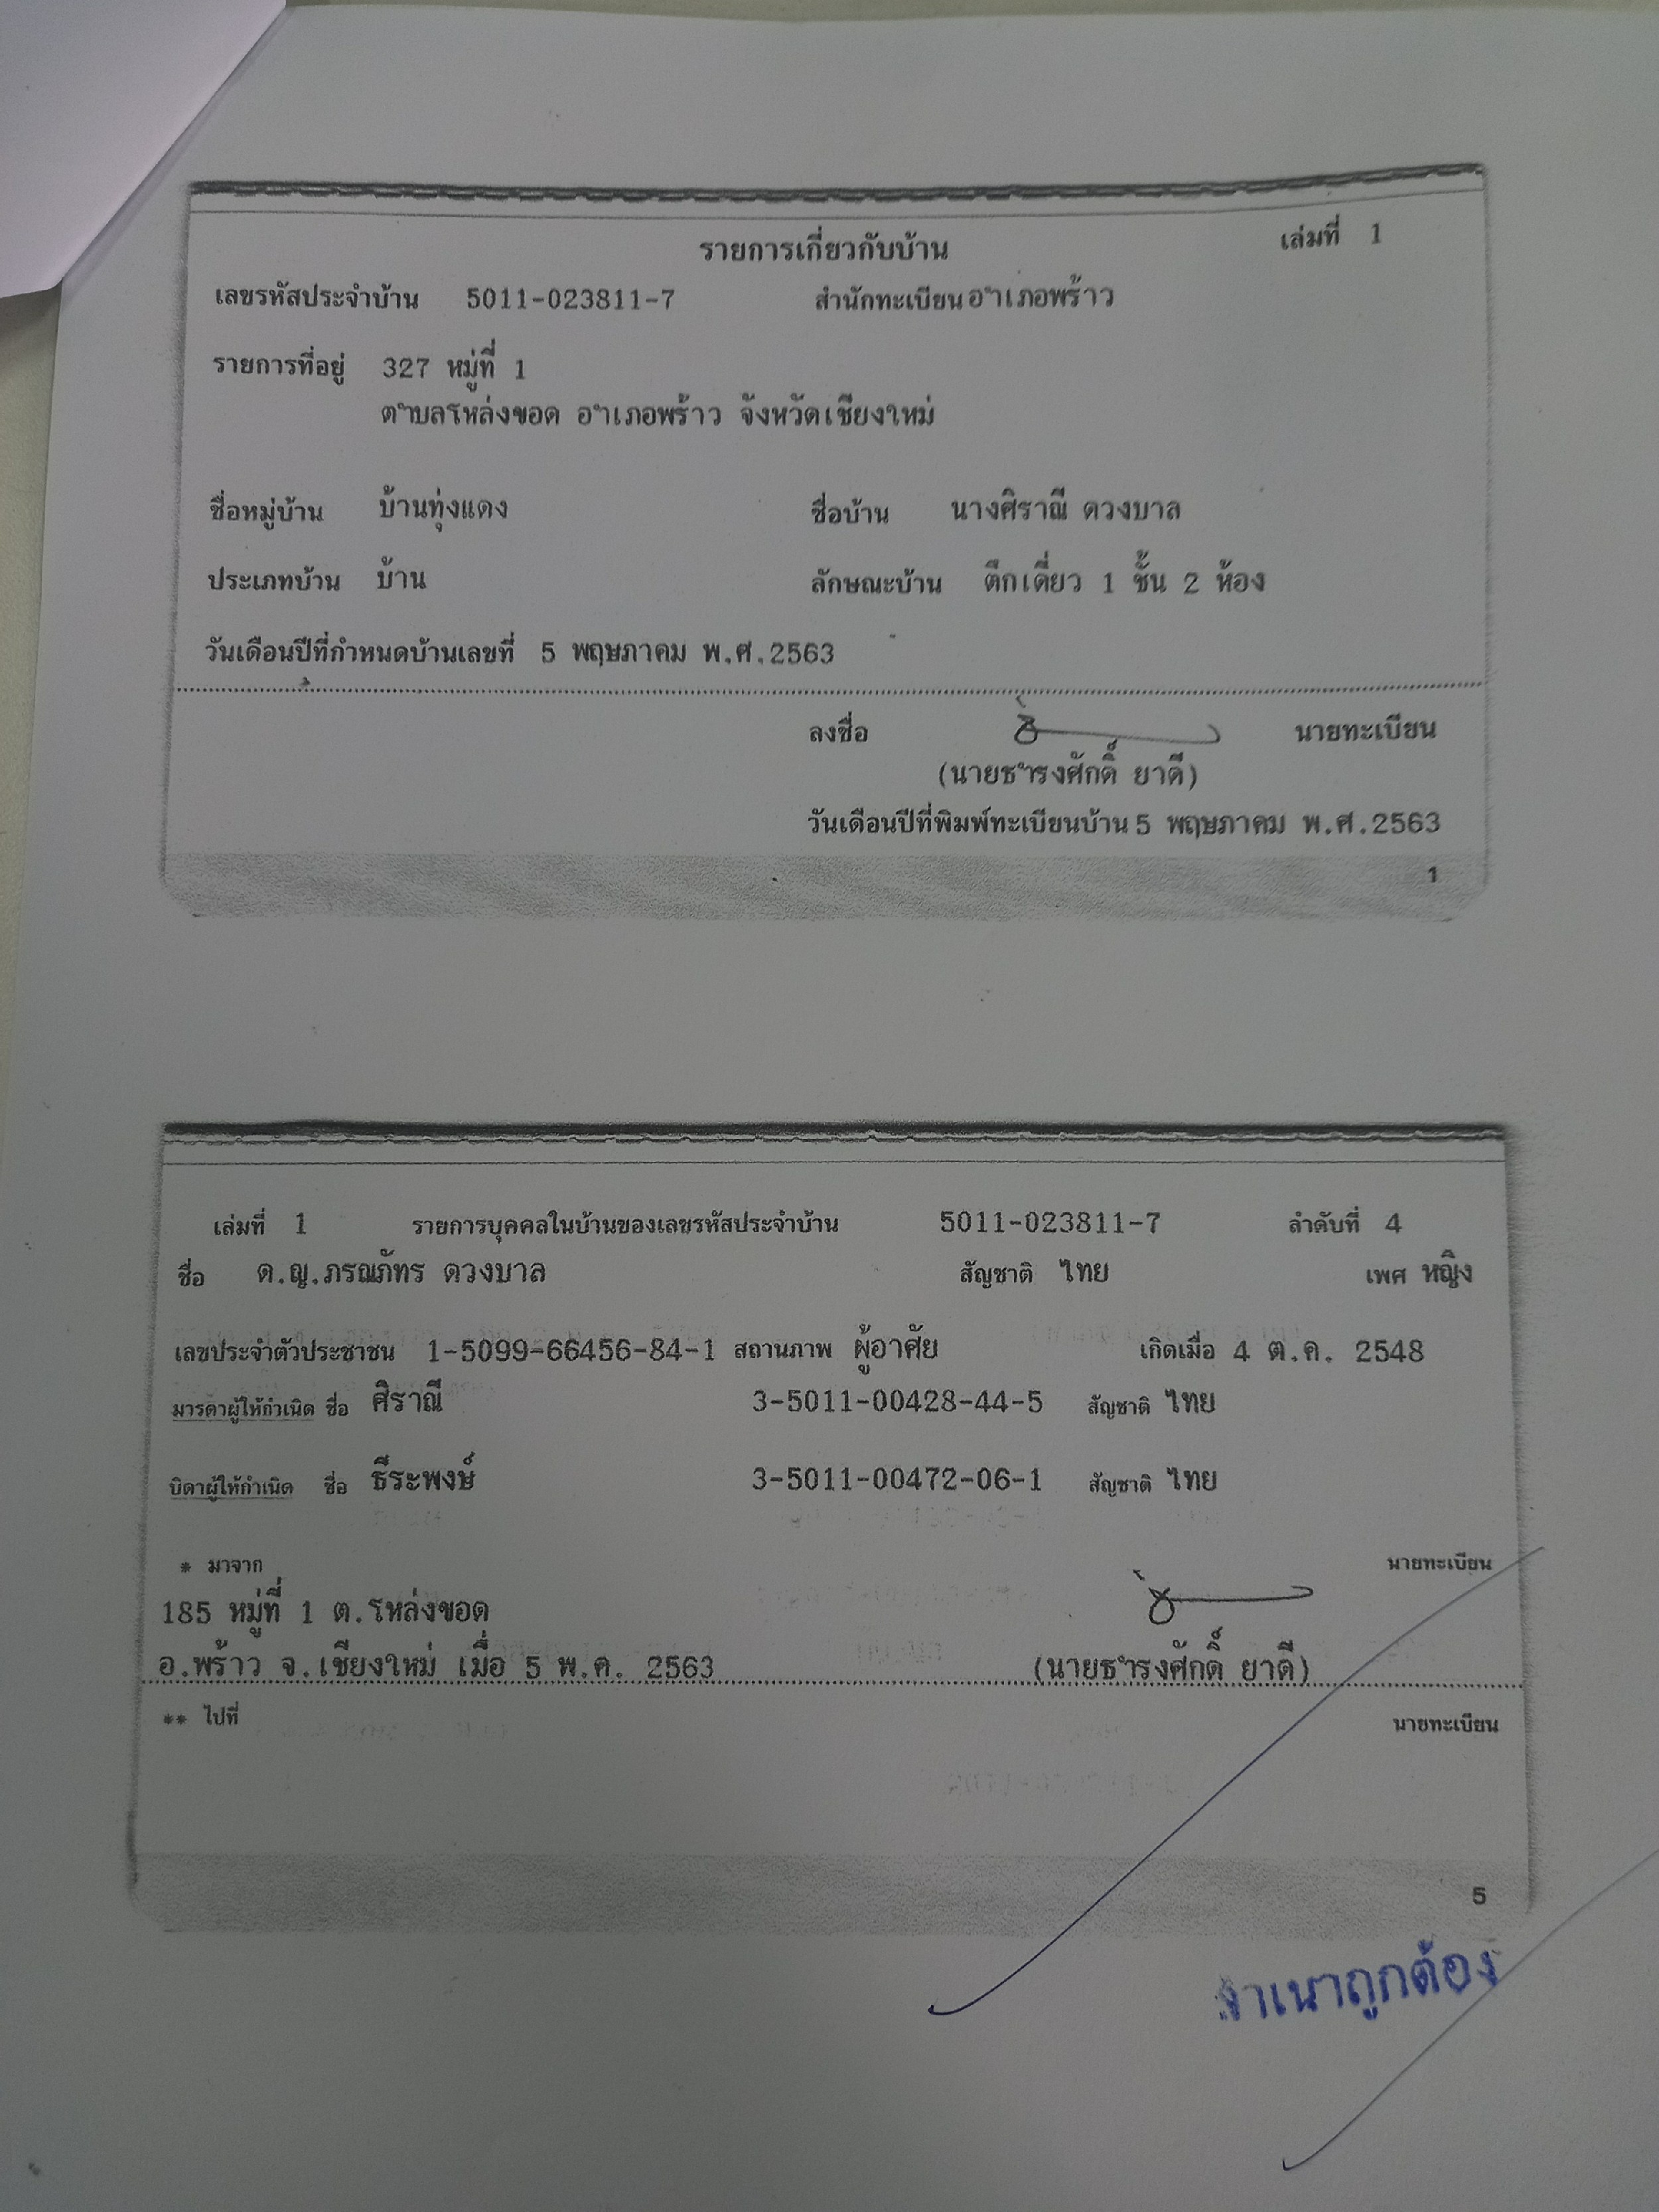 เล่มที่ 1
รายการเกี่ยวกับบ้าน
เลขรหัสประจำบ้าน 5011-023811-7 สำนักทะเบียน อำเภอพร้าว
รายการที่อยู่ 327 หมู่ที่ 1
ตำบลโหล่งขอด อำเภอพร้าว จังหวัดเชียงใหม่
ชื่อหมู่บ้าน บ้านทุ่งแดง ชื่อบ้าน นางศิราณี ดวงบาล
ประเภทบ้าน บ้าน ลักษณะบ้าน ตึกเดี่ยว 1 ชั้น 2 ห้อง
วันเดือนปีที่กำหนดบ้านเลขที่ 5 พฤษภาคม พ.ศ.2563
ลงชื่อ นายทะเบียน
(นายธำรงศักดิ์ ยาดี)
วันเดือนปีที่พิมพ์ทะเบียนบ้าน 5 พฤษภาคม พ.ศ.2563
1
เล่มที่ 1 รายการบุคคลในบ้านของเลขรหัสประจำบ้าน 5011-023811-7 ลำดับที่ 4
ชื่อ ด.ญ.ภรณภัทร ดวงบาล สัญชาติ ไทย เพศ หญิง
เลขประจำตัวประชาชน 1-5099-66456-84-1 สถานภาพ ผู้อาศัย เกิดเมื่อ 4 ต.ค. 2548
มารดาผู้ให้กำเนิด ชื่อ ศิราณี 3-5011-00428-44-5 สัญชาติ ไทย
บิดาผู้ให้กำเนิด ชื่อ ธีระพงษ์ 3-5011-00472-06-1 สัญชาติ ไทย
* มาจาก นายทะเบียน
185 หมู่ที่ 1 ต.โหล่งขอด
อ.พร้าว จ.เชียงใหม่ เมื่อ 5 พ.ค. 2563 (นายธำรงศักดิ์ ยาดี)
** ไปที่ นายทะเบียน
5
สำเนาถูกต้อง